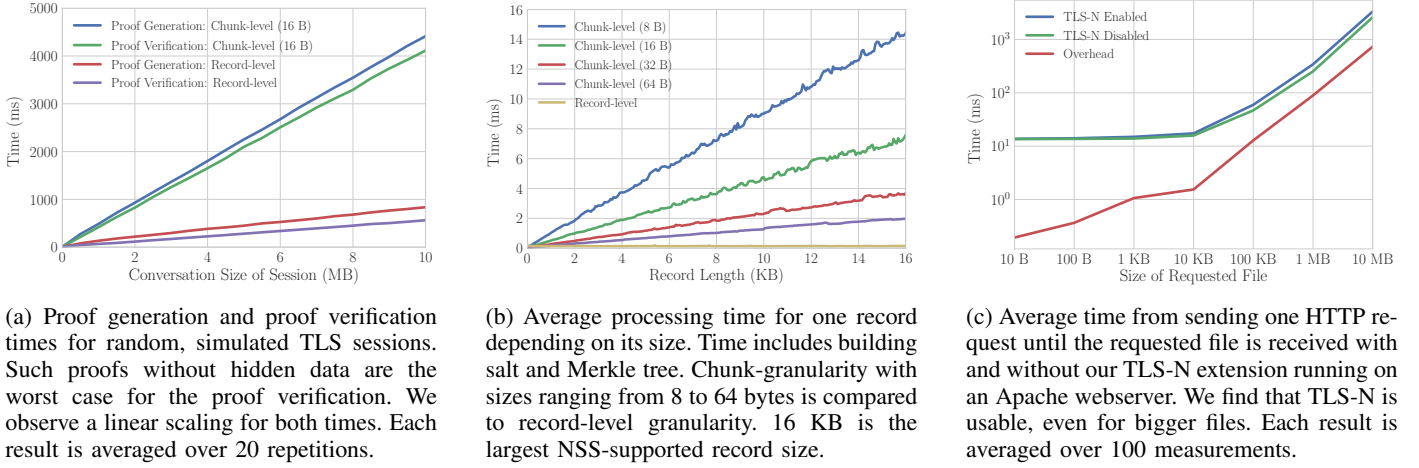 5000
4000
3000
2000
1000
0
Time (ms)
Proof Generation: Chunk-level (16 B)
Proof Verification: Chunk-level (16 B)
Proof Generation: Record-level
Proof Verification: Record-level
0 2 4 6 8 10
Conversation Size of Session (MB)
(a) Proof generation and proof verification
times for random, simulated TLS sessions.
Such proofs without hidden data are the
worst case for the proof verification. We
observe a linear scaling for both times. Each
result is averaged over 20 repetitions.
16
14
12
10
8
6
4
2
0
Time (ms)
Chunk-level (8 B)
Chunk-level (16 B)
Chunk-level (32 B)
Chunk-level (64 B)
Record-level
0 2 4 6 8 10 12 14 16
Record Length (KB)
(b) Average processing time for one record
depending on its size. Time includes building
salt and Merkle tree. Chunk-granularity with
sizes ranging from 8 to 64 bytes is compared
to record-level granularity. 16 KB is the
largest NSS-supported record size.
10³
10²
10¹
10⁰
Time (ms)
TLS-N Enabled
TLS-N Disabled
Overhead
10 B 100 B 1 KB 10 KB 100 KB 1 MB 10 MB
Size of Requested File
(c) Average time from sending one HTTP re-
quest until the requested file is received with
and without our TLS-N extension running on
an Apache webserver. We find that TLS-N is
usable, even for bigger files. Each result is
averaged over 100 measurements.